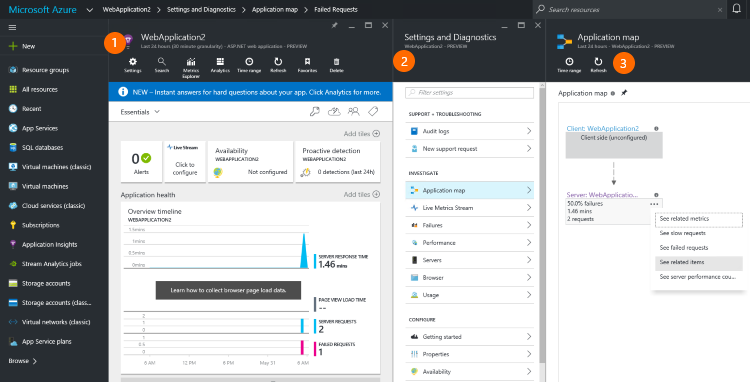 Microsoft Azure
WebApplication2 > Settings and Diagnostics > Application map > Failed Requests
Search resources
New
Resource groups
All resources
Recent
App Services
SQL databases
Virtual machines (classic)
Virtual machines
Cloud services (classic)
Subscriptions
Application Insights
Stream Analytics jobs
Storage accounts
Storage accounts (clas...
Virtual networks (classic)
App Service plans
Browse >
1
WebApplication2
Last 24 hours (30 minute granularity) - ASP.NET web application - PREVIEW
Settings
Search
Metrics
Explorer
Analytics
Time range
Refresh
Favorites
Delete
NEW – Instant answers for hard questions about your app. Click Analytics for more.
Essentials
Add tiles
0
Alerts
Live Stream
Click to
configure
Availability
WEBAPPLICATION2
Not configured
Proactive detection
WEBAPPLICATION2
0 detections (last 24h)
Application health
Add tiles
Overview timeline
WEBAPPLICATION2
1.5mins
1mins
0.5mins
0mins
SERVER RESPONSE TIME
1.46 mins
Learn how to collect browser page load data.
PAGE VIEW LOAD TIME
--
2
1
0
SERVER REQUESTS
2
1
0.5
0
FAILED REQUESTS
1
6 AM
12 PM
6 PM
May 31
6 AM
Settings and Diagnostics
WebApplication2 - PREVIEW
2
Filter settings
SUPPORT + TROUBLESHOOTING
Audit logs
New support request
INVESTIGATE
Application map
Live Metrics Stream
Failures
Performance
Servers
Browser
Usage
CONFIGURE
Getting started
Properties
Availability
Application map
Last 24 hours - WebApplication2 - PREVIEW
Time range
Refresh
3
Application map
Client: WebApplication2
Client side (unconfigured)
Server: WebApplicatio...
50.0% failures
1.46 mins
2 requests
See related metrics
See slow requests
See failed requests
See related items
See server performance cou...